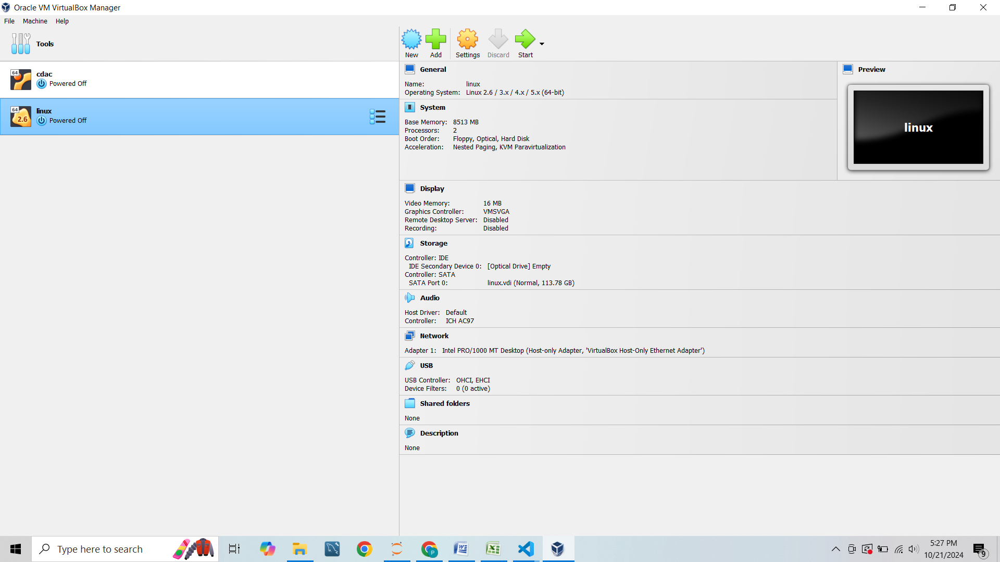 Oracle VM VirtualBox Manager
File Machine Help
Tools
New Add Settings Discard Start
64
cdac
Powered Off
64
2.6
linux
Powered Off
General
Name: linux
Operating System: Linux 2.6 / 3.x / 4.x / 5.x (64-bit)
Preview
linux
System
Base Memory: 8513 MB
Processors: 2
Boot Order: Floppy, Optical, Hard Disk
Acceleration: Nested Paging, KVM Paravirtualization
Display
Video Memory: 16 MB
Graphics Controller: VMSVGA
Remote Desktop Server: Disabled
Recording: Disabled
Storage
Controller: IDE
IDE Secondary Device 0: [Optical Drive] Empty
Controller: SATA
SATA Port 0: linux.vdi (Normal, 113.78 GB)
Audio
Host Driver: Default
Controller: ICH AC97
Network
Adapter 1: Intel PRO/1000 MT Desktop (Host-only Adapter, 'VirtualBox Host-Only Ethernet Adapter')
USB
USB Controller: OHCI, EHCI
Device Filters: 0 (0 active)
Shared folders
None
Description
None
Type here to search
P
5:27 PM
10/21/2024
9